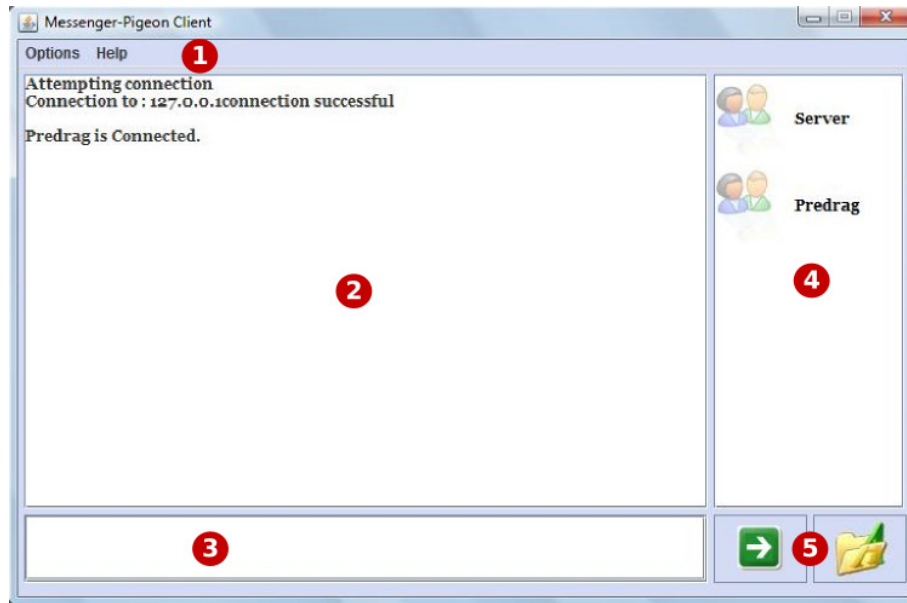 Messenger-Pigeon Client
Options Help
1
Attempting connection
Connection to : 127.0.0.1connection successful
Predrag is Connected.
Server
Predrag
2
4
3
5